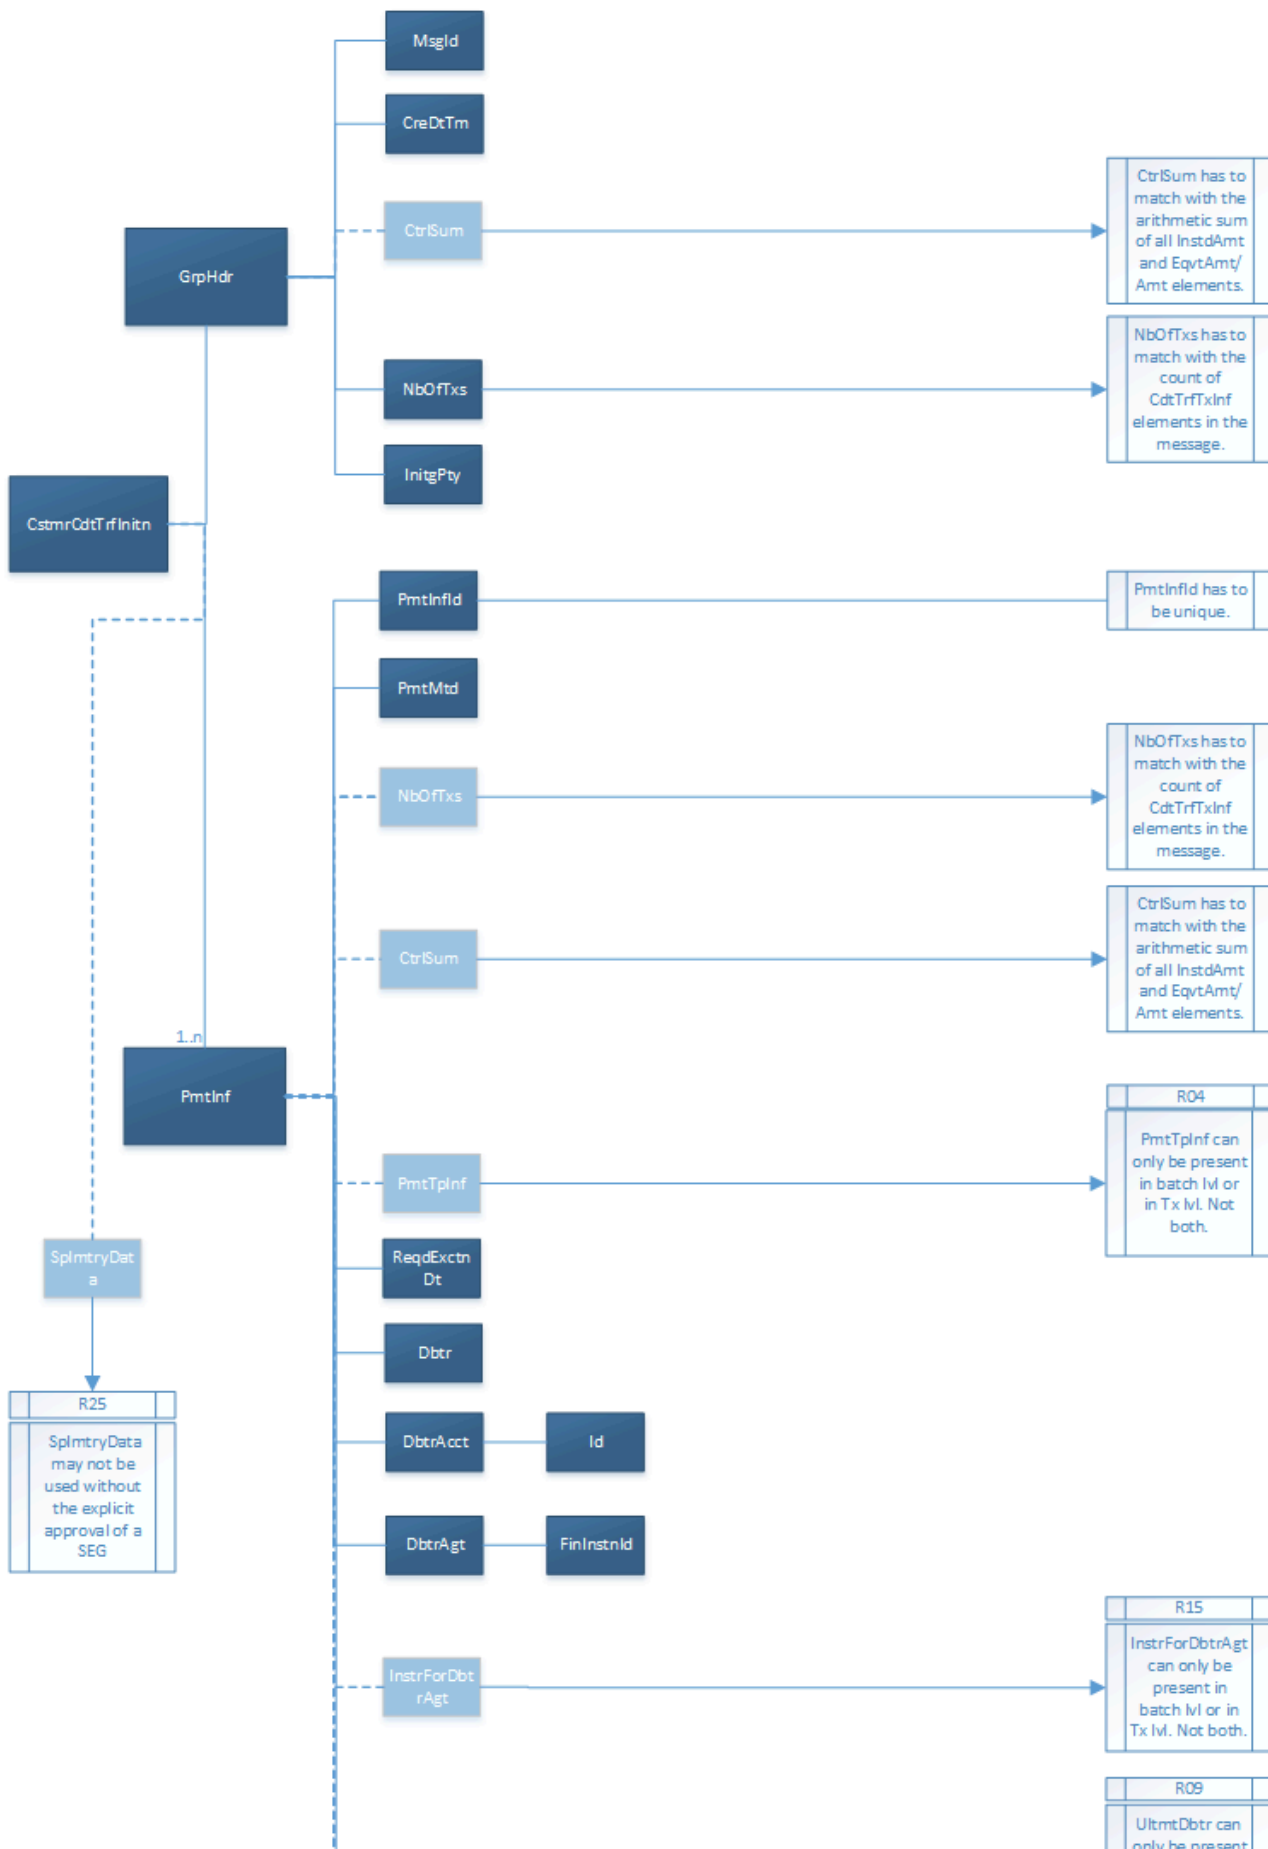 MsgId
CreDtTm
CtrlSum
CtrlSum has to
match with the
arithmetic sum
of all InstdAmt
and EqvtAmt/
Amt elements.
GrpHdr
NbOfTxs
NbOfTxs has to
match with the
count of
CdtTrfTxInf
elements in the
message.
InitgPty
CstmrCdtTrfInitn
PmtInfId
PmtInfId has to
be unique.
PmtMtd
NbOfTxs
NbOfTxs has to
match with the
count of
CdtTrfTxInf
elements in the
message.
CtrlSum
CtrlSum has to
match with the
arithmetic sum
of all InstdAmt
and EqvtAmt/
Amt elements.
1..n
PmtInf
R04
PmtTpInf
PmtTpInf can
only be present
in batch lvl or
in Tx lvl. Not
both.
SplmtryDat
a
ReqdExctn
Dt
Dbtr
R25
SplmtryData
may not be
used without
the explicit
approval of a
SEG
DbtrAcct
Id
DbtrAgt
FinInstnId
R15
InstrForDbt
rAgt
InstrForDbtrAgt
can only be
present in
batch lvl or in
Tx lvl. Not both.
R09
UltmtDbtr can
only be present